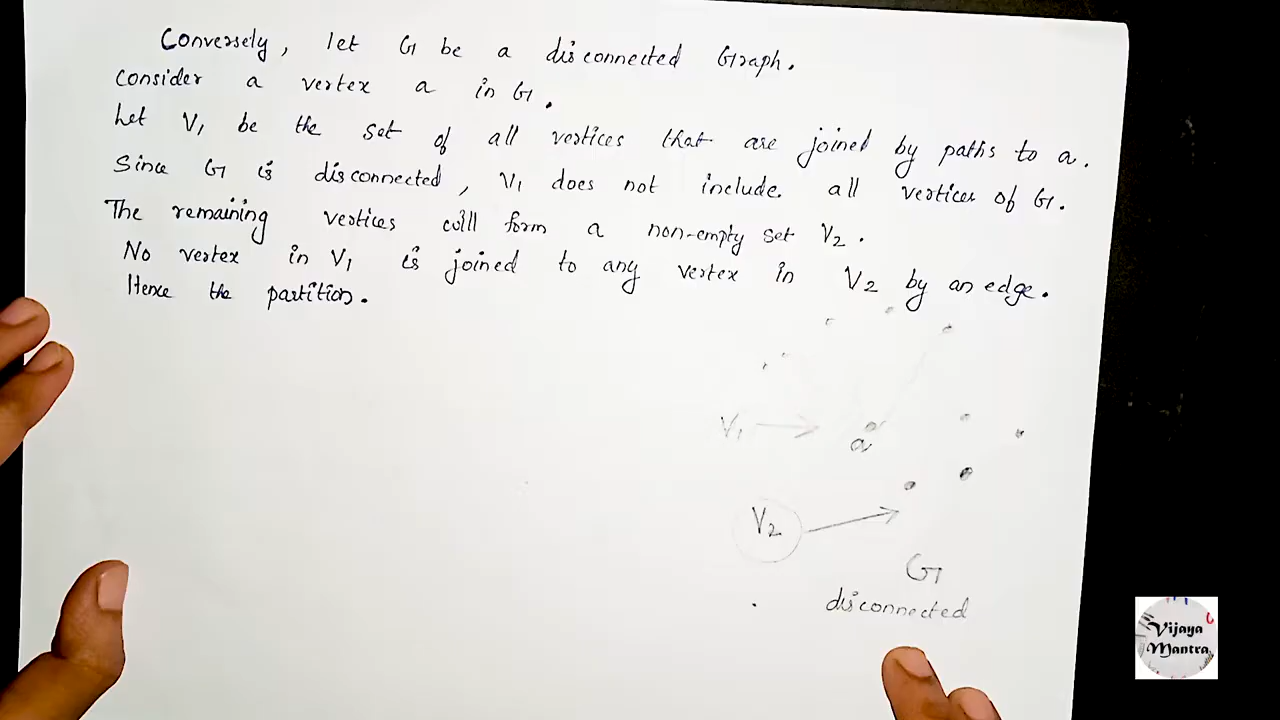 Conversely, let G be a disconnected Graph.
Consider a vertex a in G.
Let V1 be the set of all vertices that are joined by paths to a.
Since G is disconnected, V1 does not include. all vertices of G.
The remaining vertices will form a non-empty set V2.
No vertex in V1 is joined to any vertex in V2 by an edge.
Hence the partition.
V1
a
V2
G
disconnected
Vijaya
Mantra